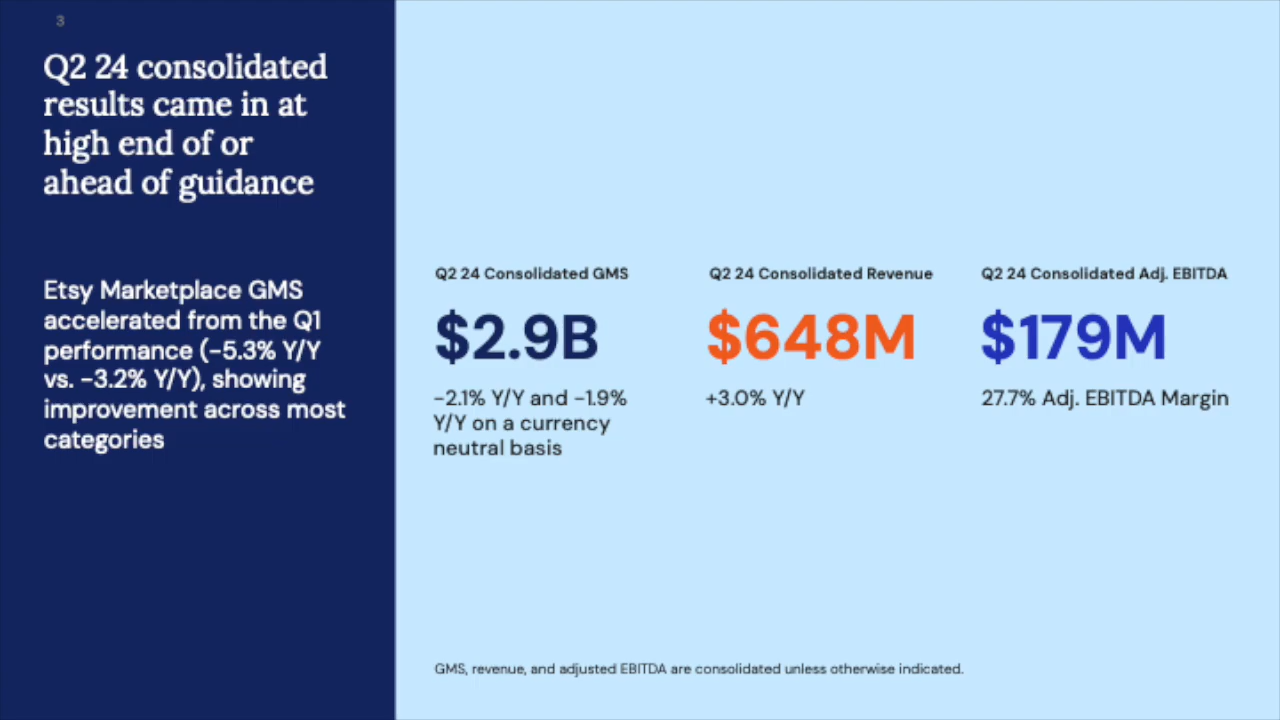 3
Q2 24 consolidated
results came in at
high end of or
ahead of guidance
Etsy Marketplace GMS
accelerated from the Q1
performance (-5.3% Y/Y
vs. -3.2% Y/Y), showing
improvement across most
categories
Q2 24 Consolidated GMS
$2.9B
-2.1% Y/Y and -1.9%
Y/Y on a currency
neutral basis
Q2 24 Consolidated Revenue
$648M
+3.0% Y/Y
Q2 24 Consolidated Adj. EBITDA
$179M
27.7% Adj. EBITDA Margin
GMS, revenue, and adjusted EBITDA are consolidated unless otherwise indicated.